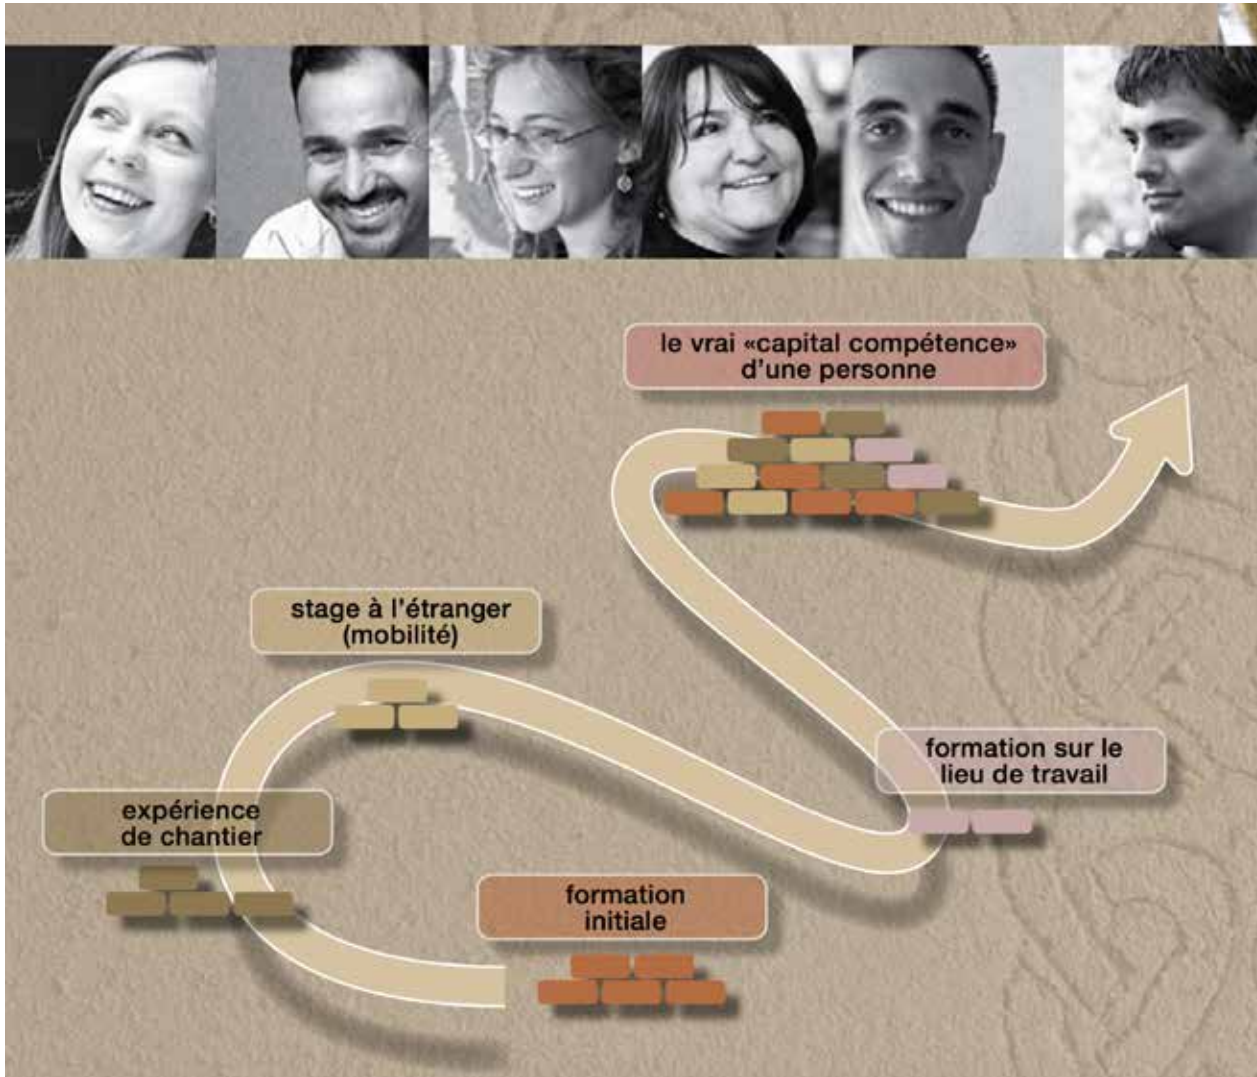 le vrai «capital compétence»
d'une personne
stage à l'étranger
(mobilité)
formation sur le
lieu de travail
expérience
de chantier
formation
initiale